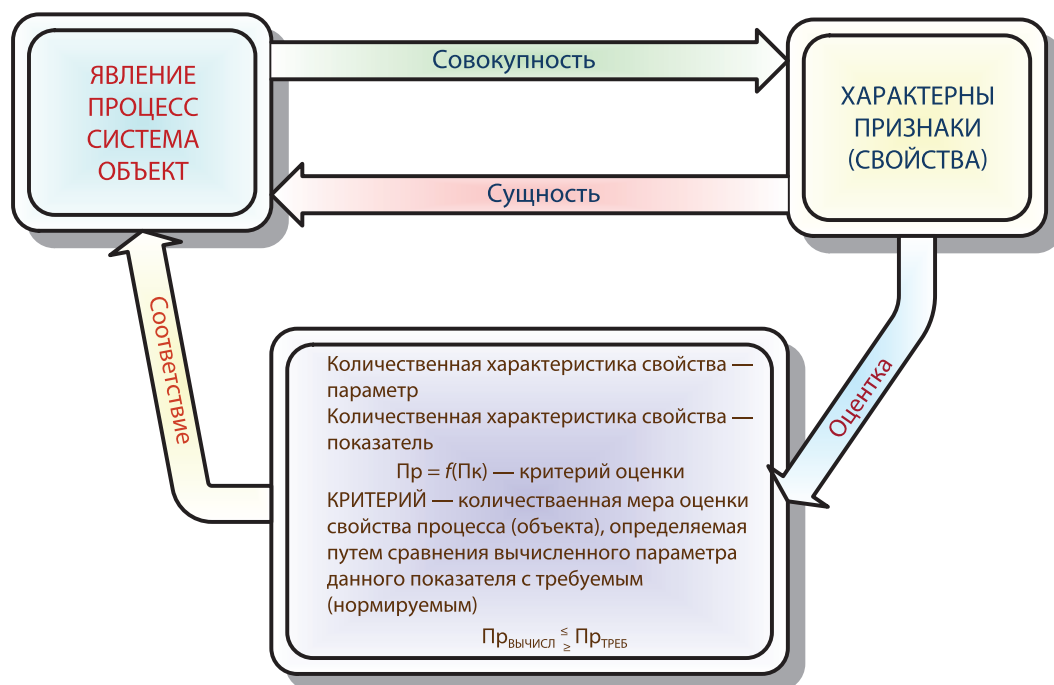 ЯВЛЕНИЕ
ПРОЦЕСС
СИСТЕМА
ОБЪЕКТ
Совокупность
Сущность
ХАРАКТЕРНЫ
ПРИЗНАКИ
(СВОЙСТВА)
Оцентка
Количественная характеристика свойства —
параметр
Количественная характеристика свойства —
показатель
Пр = f(Пк) — критерий оценки
КРИТЕРИЙ — количестваенная мера оценки
свойства процесса (объекта), определяемая
путем сравнения вычисленного параметра
данного показателя с требуемым
(нормируемым)
Пр ВЫЧИСЛ ≤ ≥ Пр ТРЕБ
Соответствие